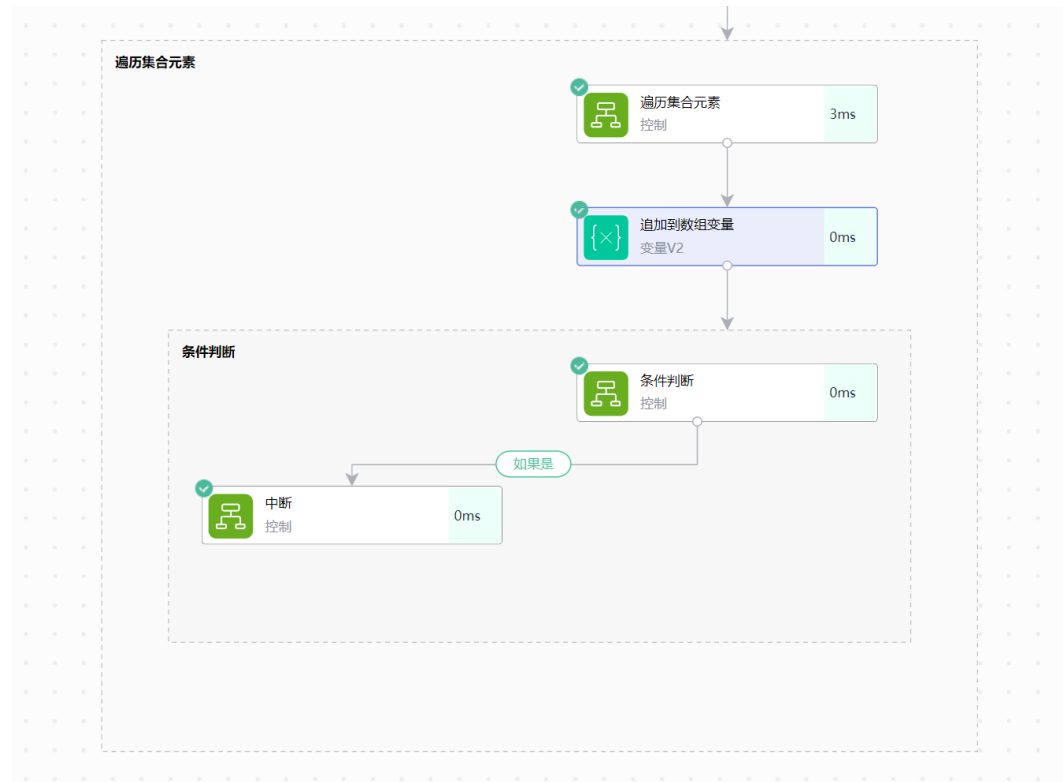 遍历集合元素
遍历集合元素
控制
3ms
追加到数组变量
变量V2
0ms
条件判断
条件判断
控制
0ms
如果是
中断
控制
0ms